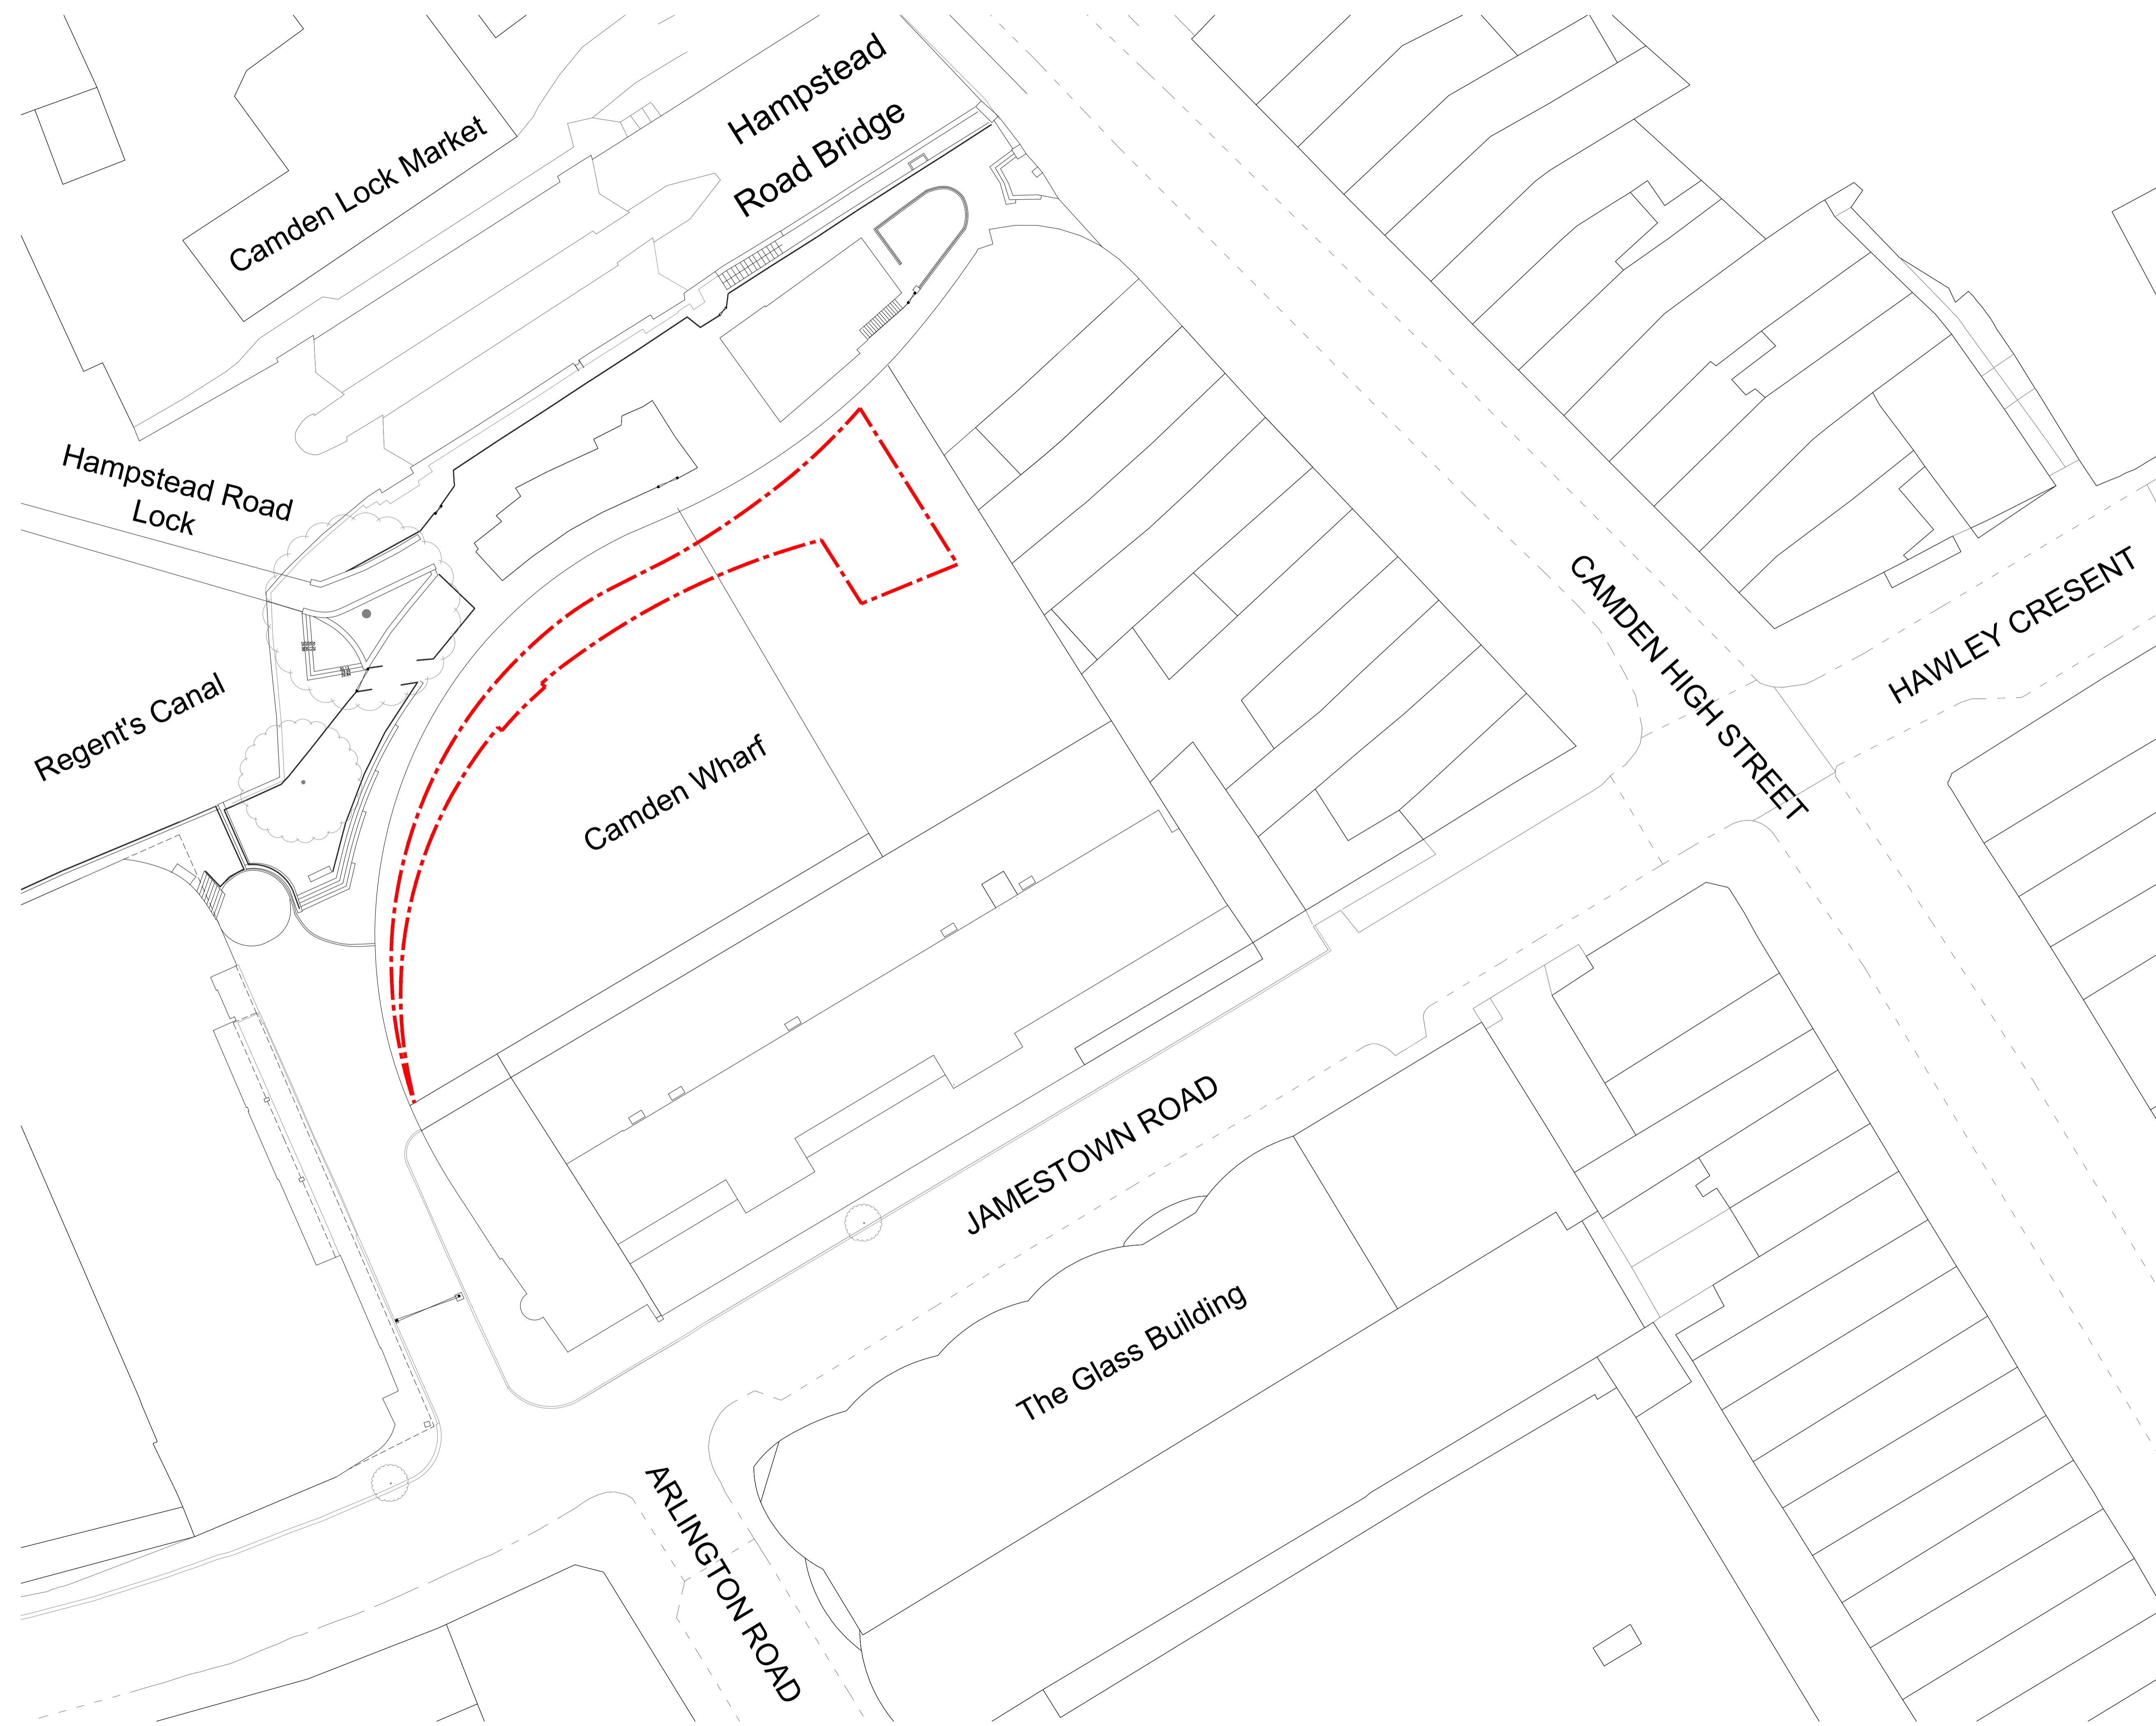 Hampstead
Road Bridge
Camden Lock Market
Hampstead Road
Lock
Regent's Canal
Camden Wharf
CAMDEN HIGH STREET
HAWLEY CRESENT
JAMESTOWN ROAD
The Glass Building
ARLINGTON ROAD